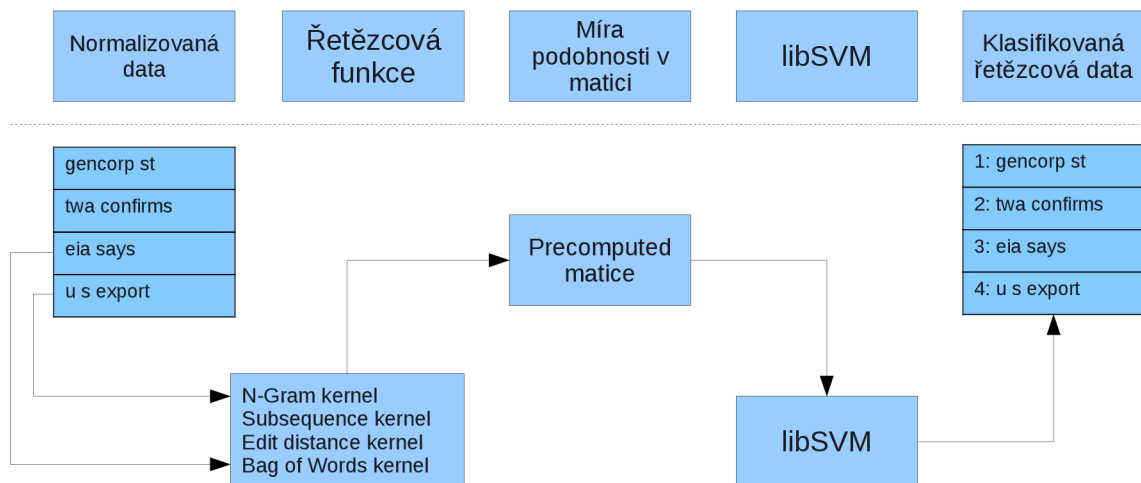 Normalizovaná
data
Řetězcová
funkce
Míra
podobnosti v
matici
libSVM
Klasifikovaná
řetězcová data
gencorp st
twa confirms
eia says
u s export
N-Gram kernel
Subsequence kernel
Edit distance kernel
Bag of Words kernel
Precomputed
matice
libSVM
1: gencorp st
2: twa confirms
3: eia says
4: u s export